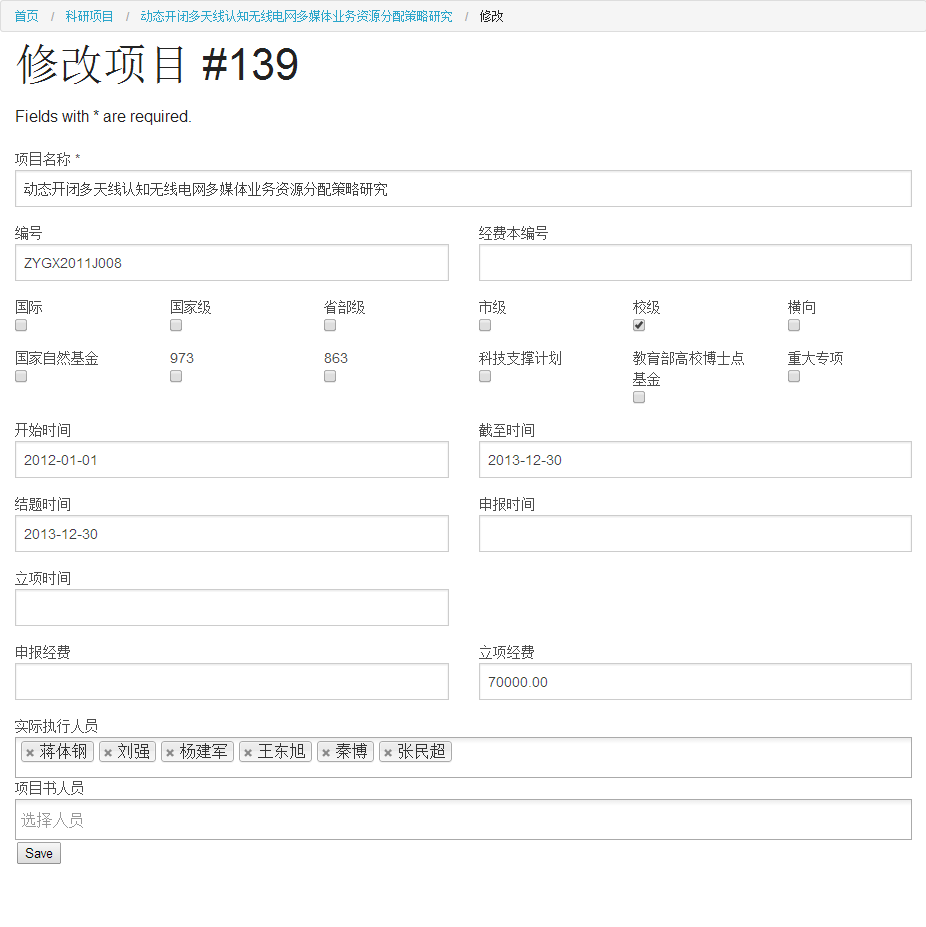 首页 / 科研项目 / 动态开闭多天线认知无线电网多媒体业务资源分配策略研究 / 修改
修改项目 #139
Fields with * are required.
项目名称 *
动态开闭多天线认知无线电网多媒体业务资源分配策略研究
编号 经费本编号
ZYGX2011J008
国际 国家级 省部级 市级 校级 横向
国家自然基金 973 863 科技支撑计划 教育部高校博士点 重大专项
基金
开始时间 截至时间
2012-01-01 2013-12-30
结题时间 申报时间
2013-12-30
立项时间
申报经费 立项经费
70000.00
实际执行人员
× 蒋体钢 × 刘强 × 杨建军 × 王东旭 × 秦博 × 张民超
项目书人员
选择人员
Save